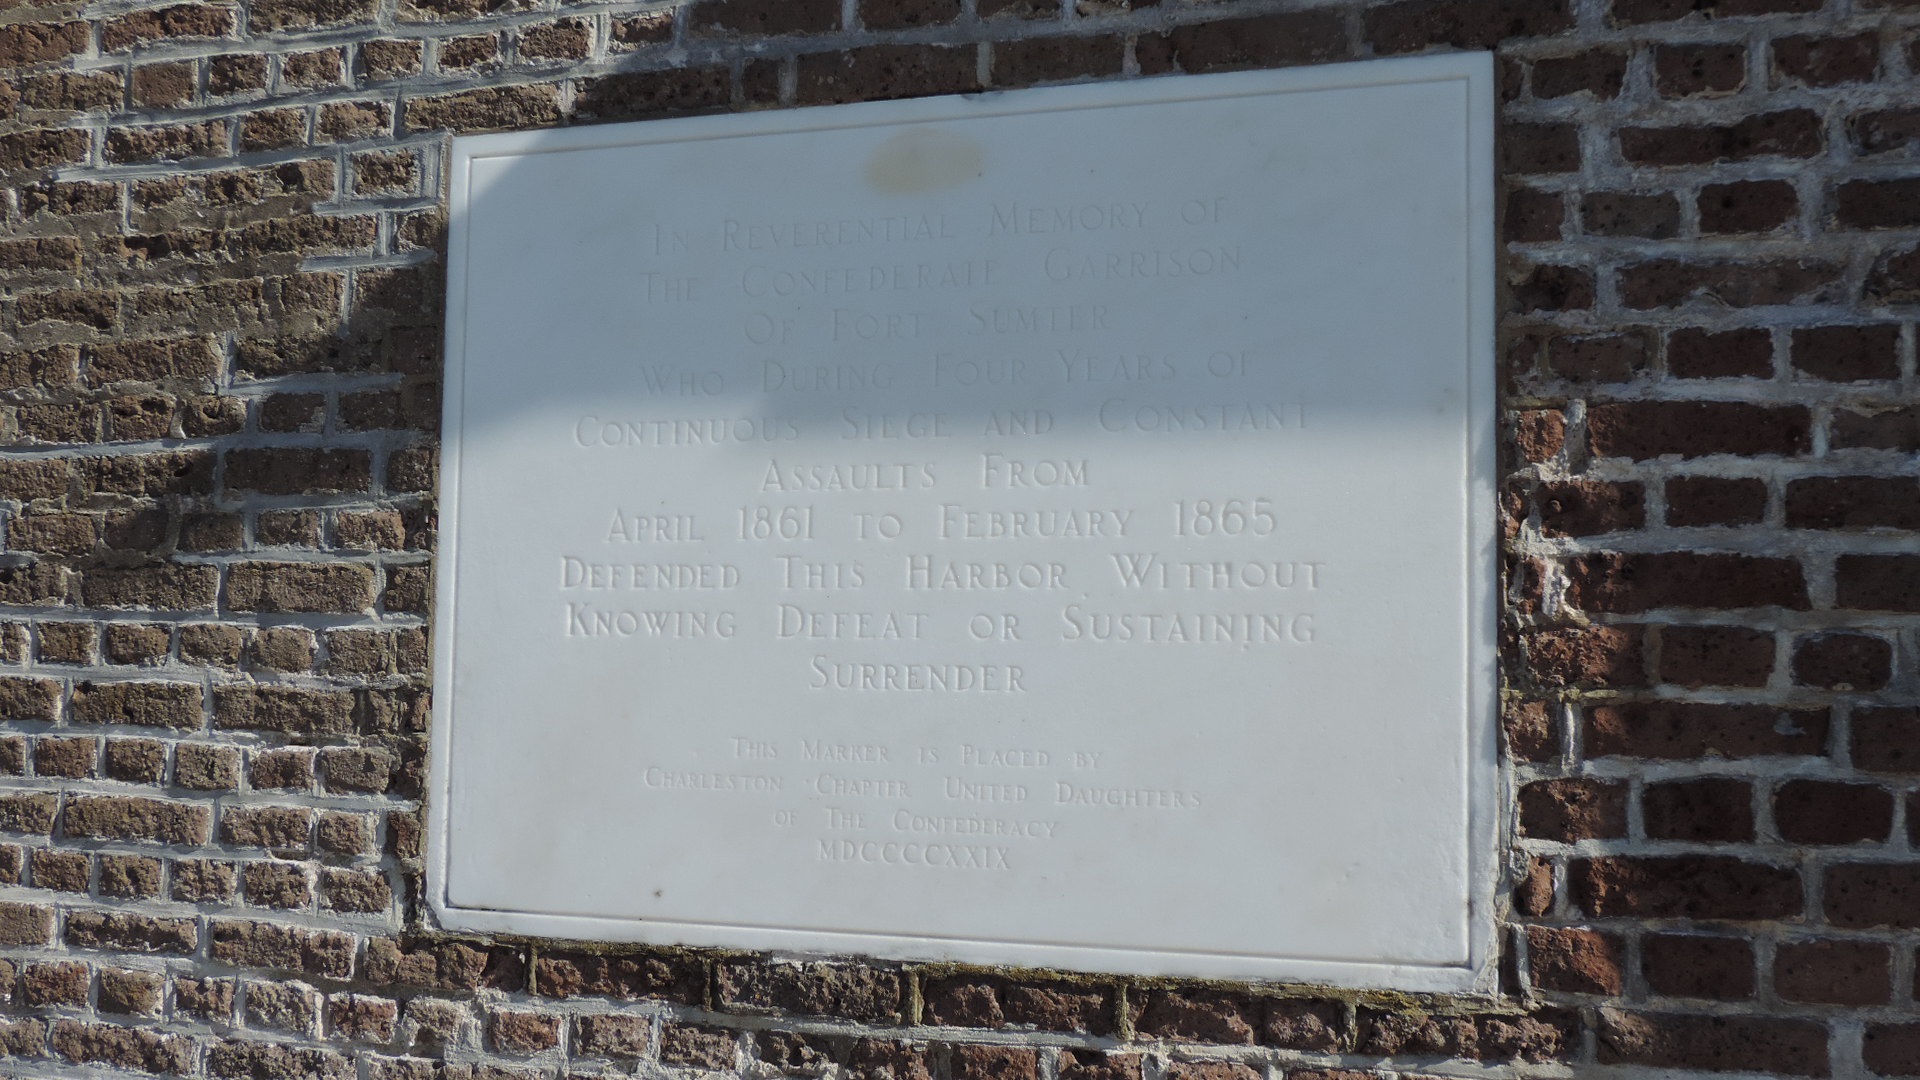 In Reverential Memory of
The Confederate Garrison
Of Fort Sumter
Who During Four Years of
Continuous Siege and Constant
Assaults From
April 1861 to February 1865
Defended This Harbor Without
Knowing Defeat or Sustaining
Surrender
This Marker is Placed by
Charleston Chapter United Daughters
of The Confederacy
MDCCCCXXIX